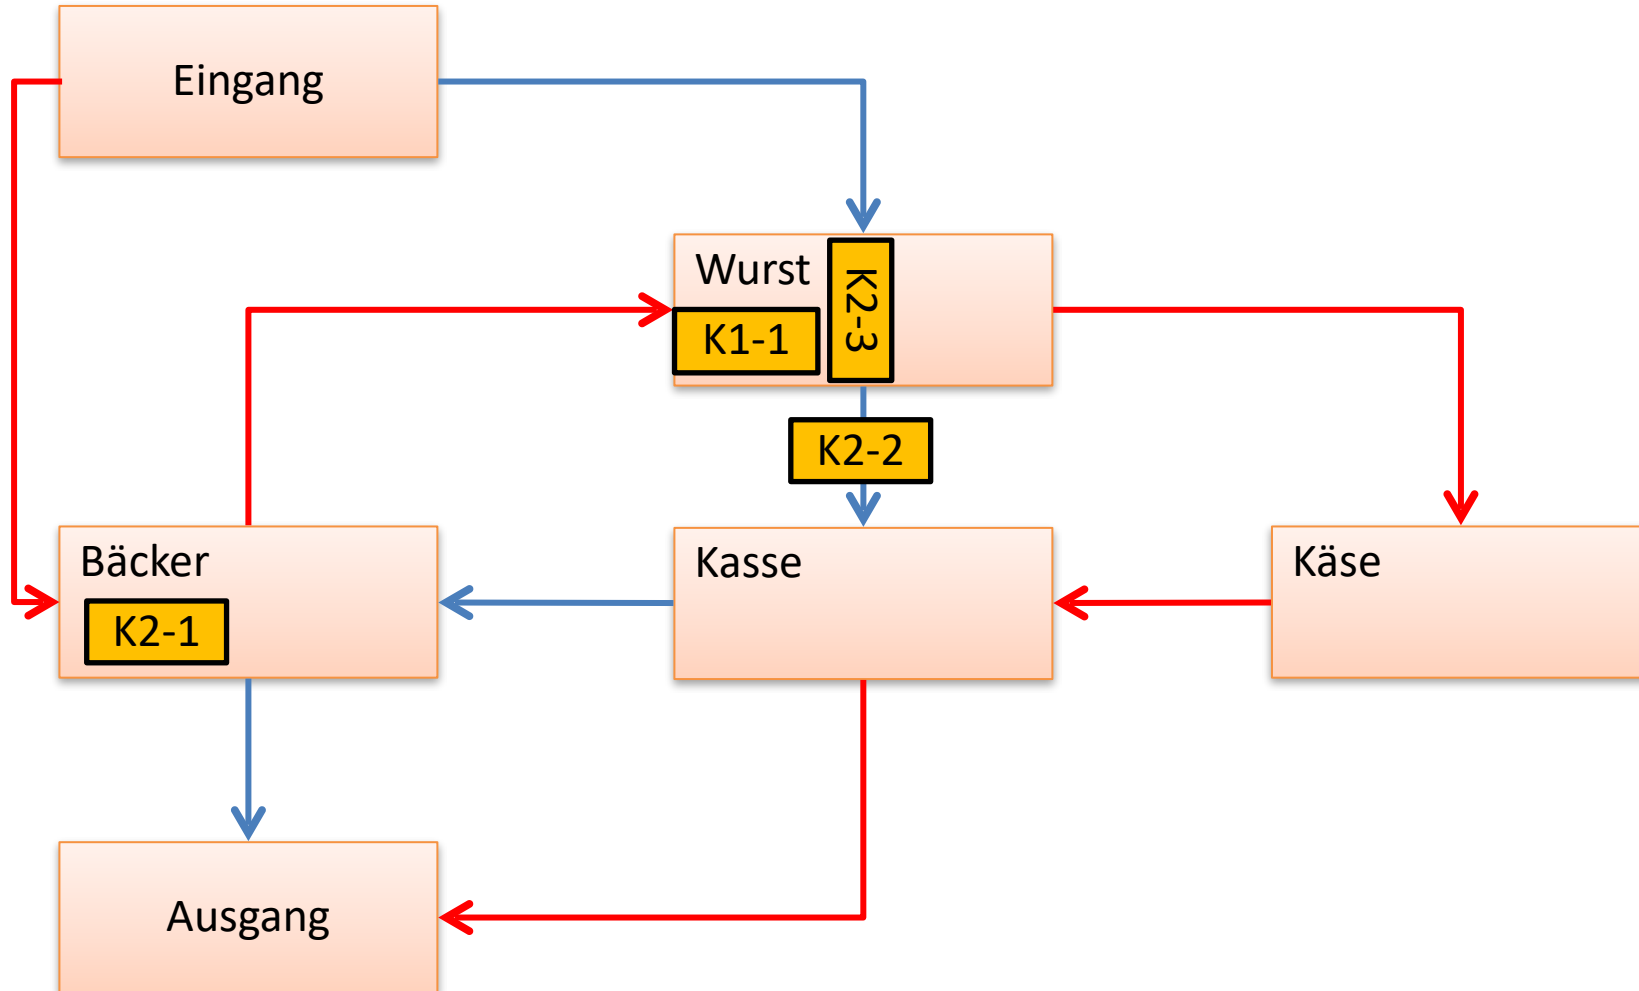 Eingang
Wurst
K2-3
K1-1
K2-2
Bäcker
K2-1
Kasse
Käse
Ausgang